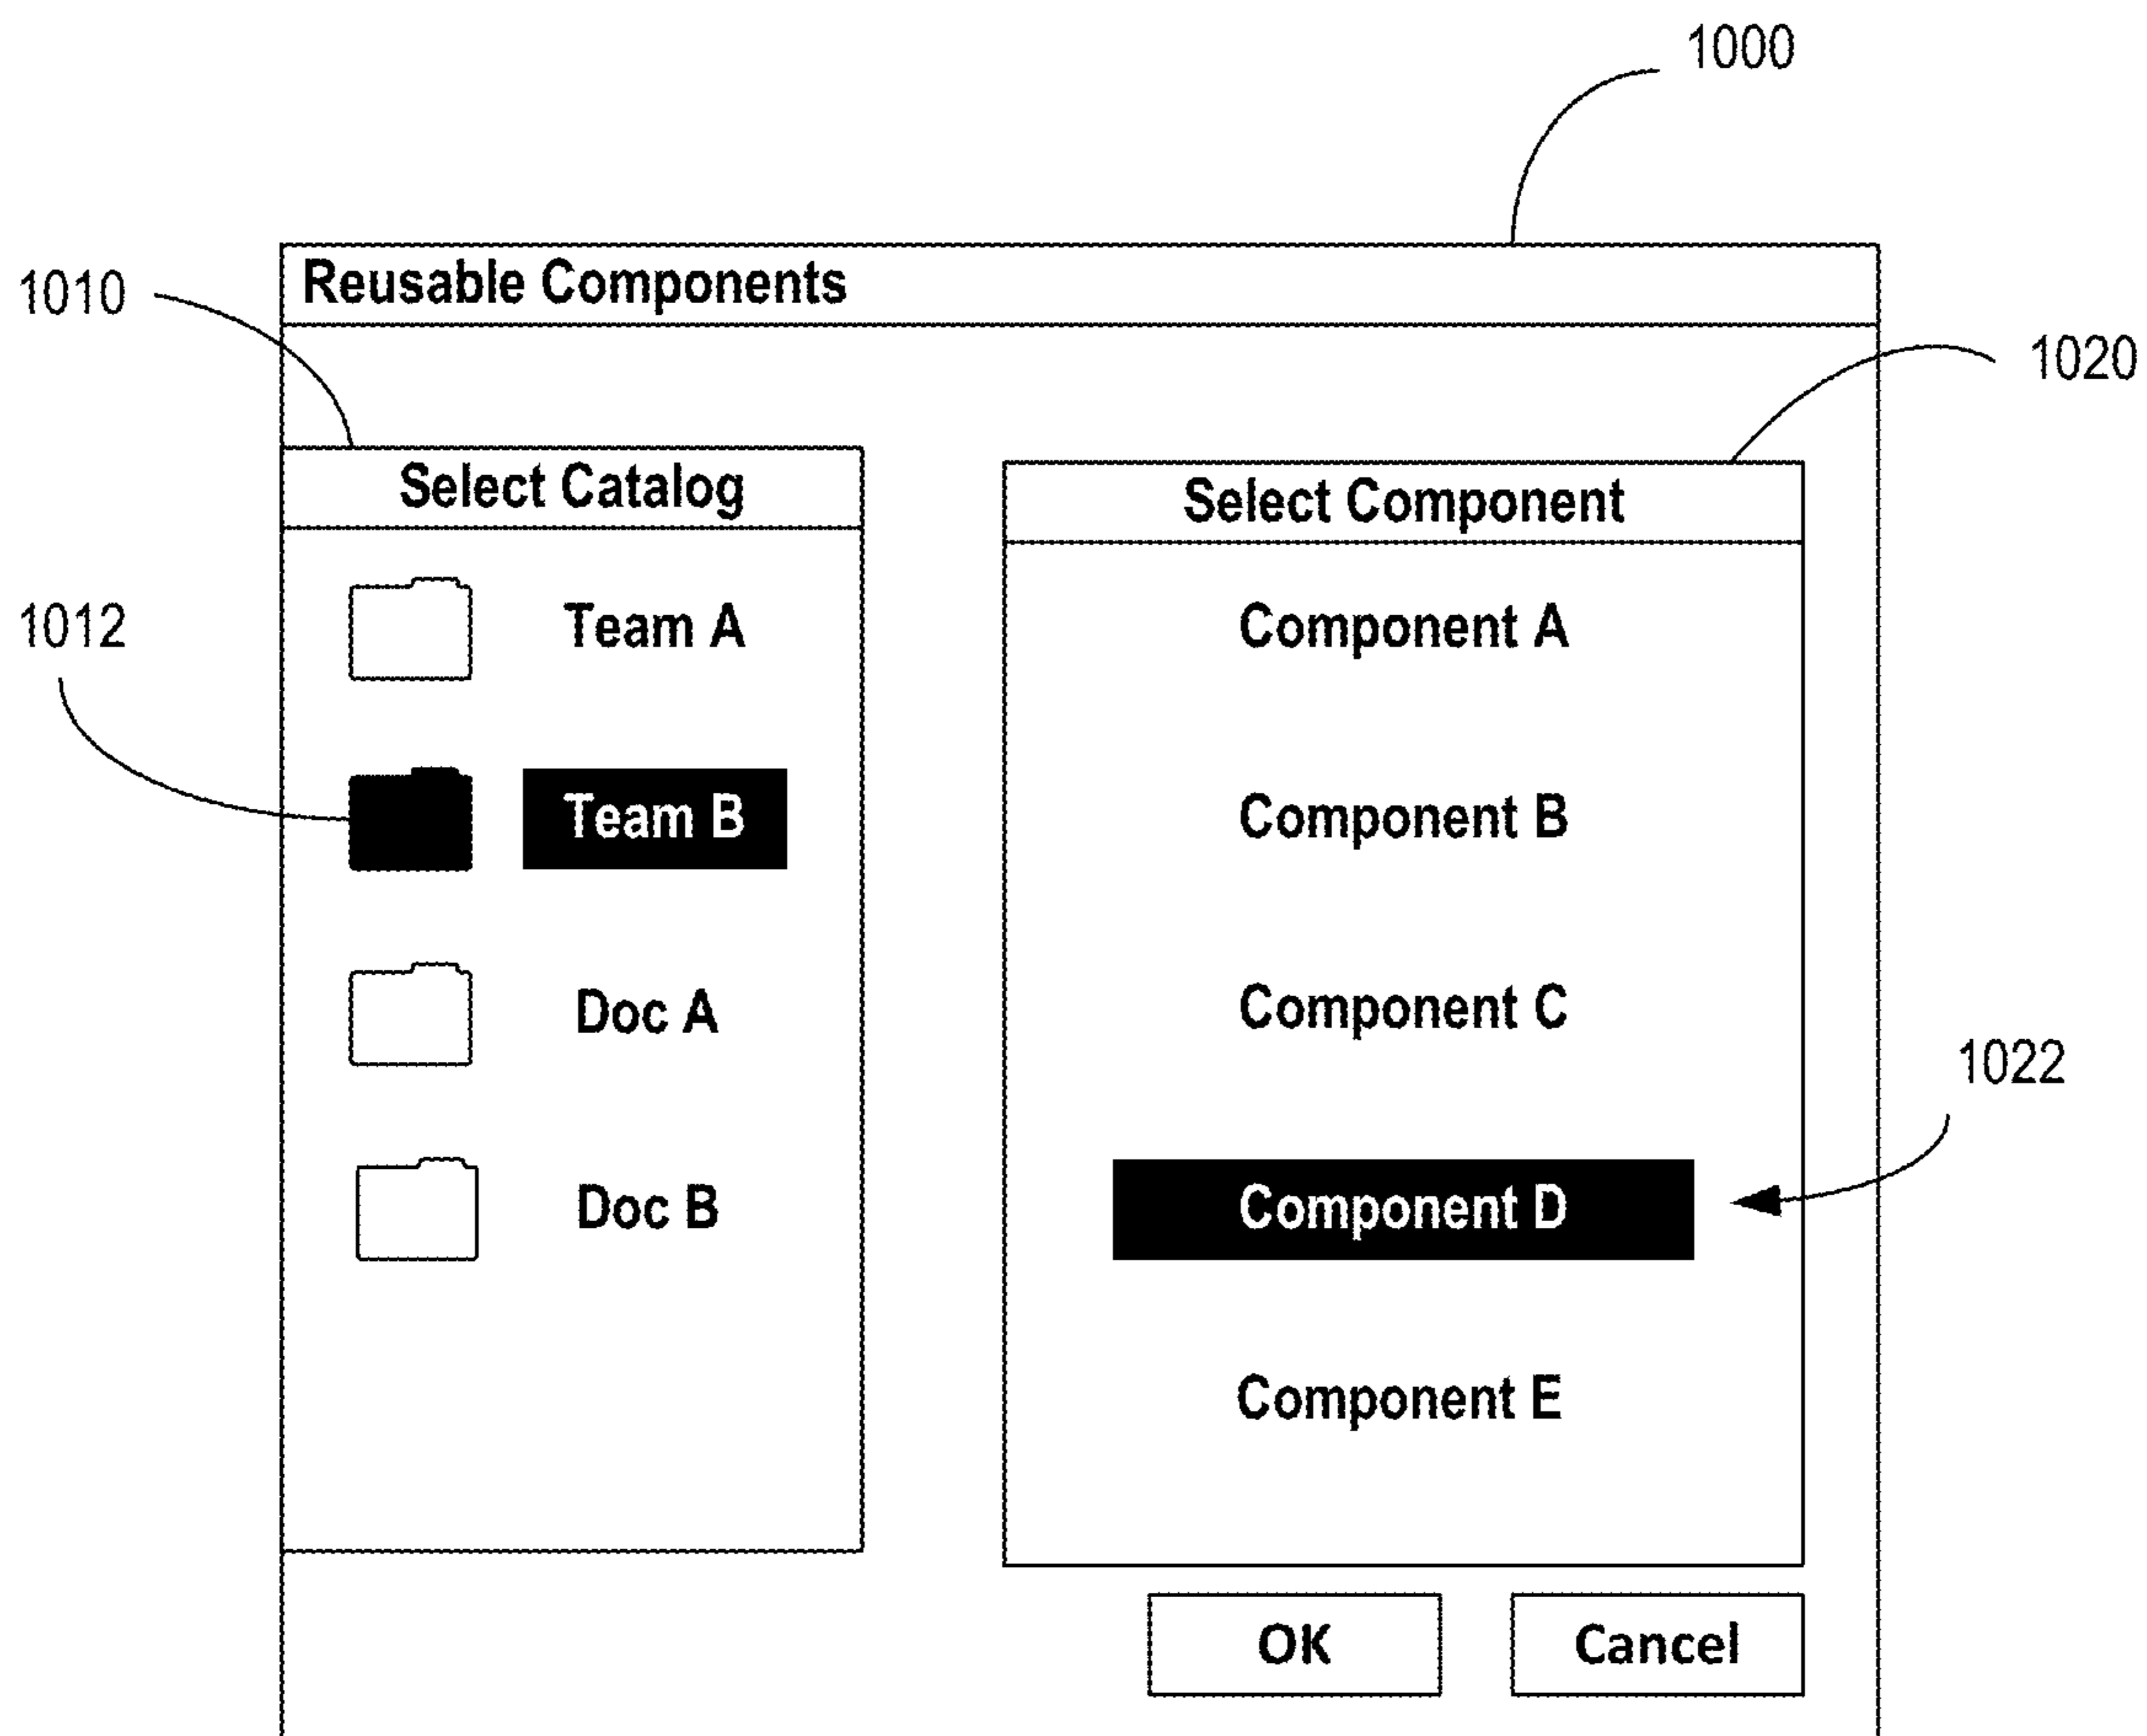 1000
Reusable Components
1010
1020
Select Catalog
Select Component
1012
Team A
Component A
Team B
Component B
Doc A
Component C
1022
Doc B
Component D
Component E
OK
Cancel